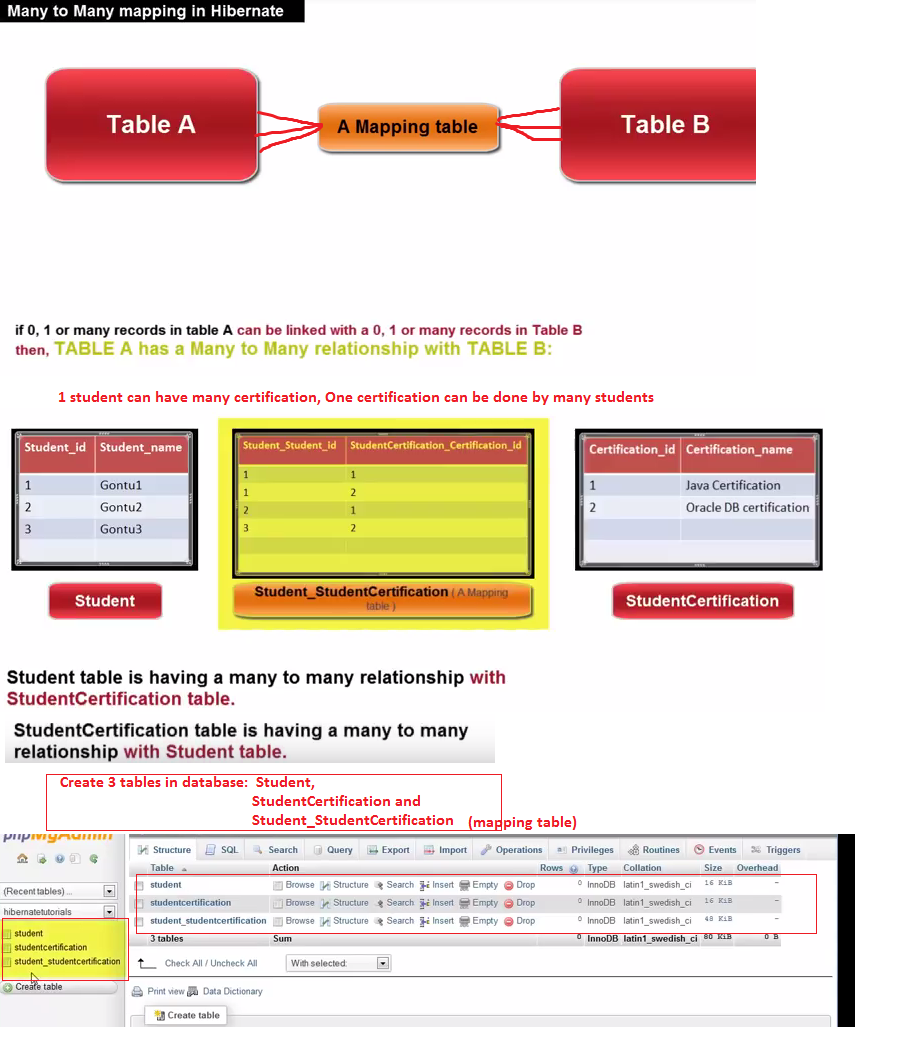 Many to Many mapping in Hibernate
Table A
A Mapping table
Table B
if 0, 1 or many records in table A can be linked with a 0, 1 or many records in Table B
then, TABLE A has a Many to Many relationship with TABLE B:
1 student can have many certification, One certification can be done by many students
Student_id Student_name
1 Gontu1
2 Gontu2
3 Gontu3
Student
Student_Student_id StudentCertification_Certification_id
1 1
1 2
2 1
3 2
Student_StudentCertification ( A Mapping
table )
Certification_id Certification_name
1 Java Certification
2 Oracle DB certification
StudentCertification
Student table is having a many to many relationship with
StudentCertification table.
StudentCertification table is having a many to many
relationship with Student table.
Create 3 tables in database: Student,
StudentCertification and
Student_StudentCertification (mapping table)
phpMyAdmin
(Recent tables) ...
hibernatetutorials
student
studentcertification
student_studentcertification
Create table
Structure SQL Search Query Export Import Operations Privileges Routines Events Triggers
Table Action Rows Type Collation Size Overhead
student Browse Structure Search Insert Empty Drop 0 InnoDB latin1_swedish_ci 16 KiB -
studentcertification Browse Structure Search Insert Empty Drop 0 InnoDB latin1_swedish_ci 16 KiB -
student_studentcertification Browse Structure Search Insert Empty Drop 0 InnoDB latin1_swedish_ci 48 KiB -
3 tables Sum 0 InnoDB latin1_swedish_ci 80 KiB 0 B
Check All / Uncheck All With selected:
Print view Data Dictionary
Create table